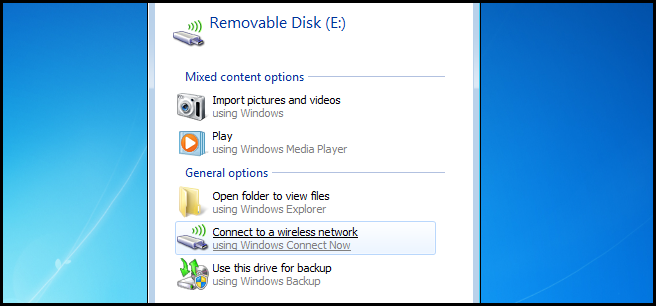 Removable Disk (E:)
Mixed content options
Import pictures and videos
using Windows
Play
using Windows Media Player
General options
Open folder to view files
using Windows Explorer
Connect to a wireless network
using Windows Connect Now
Use this drive for backup
using Windows Backup